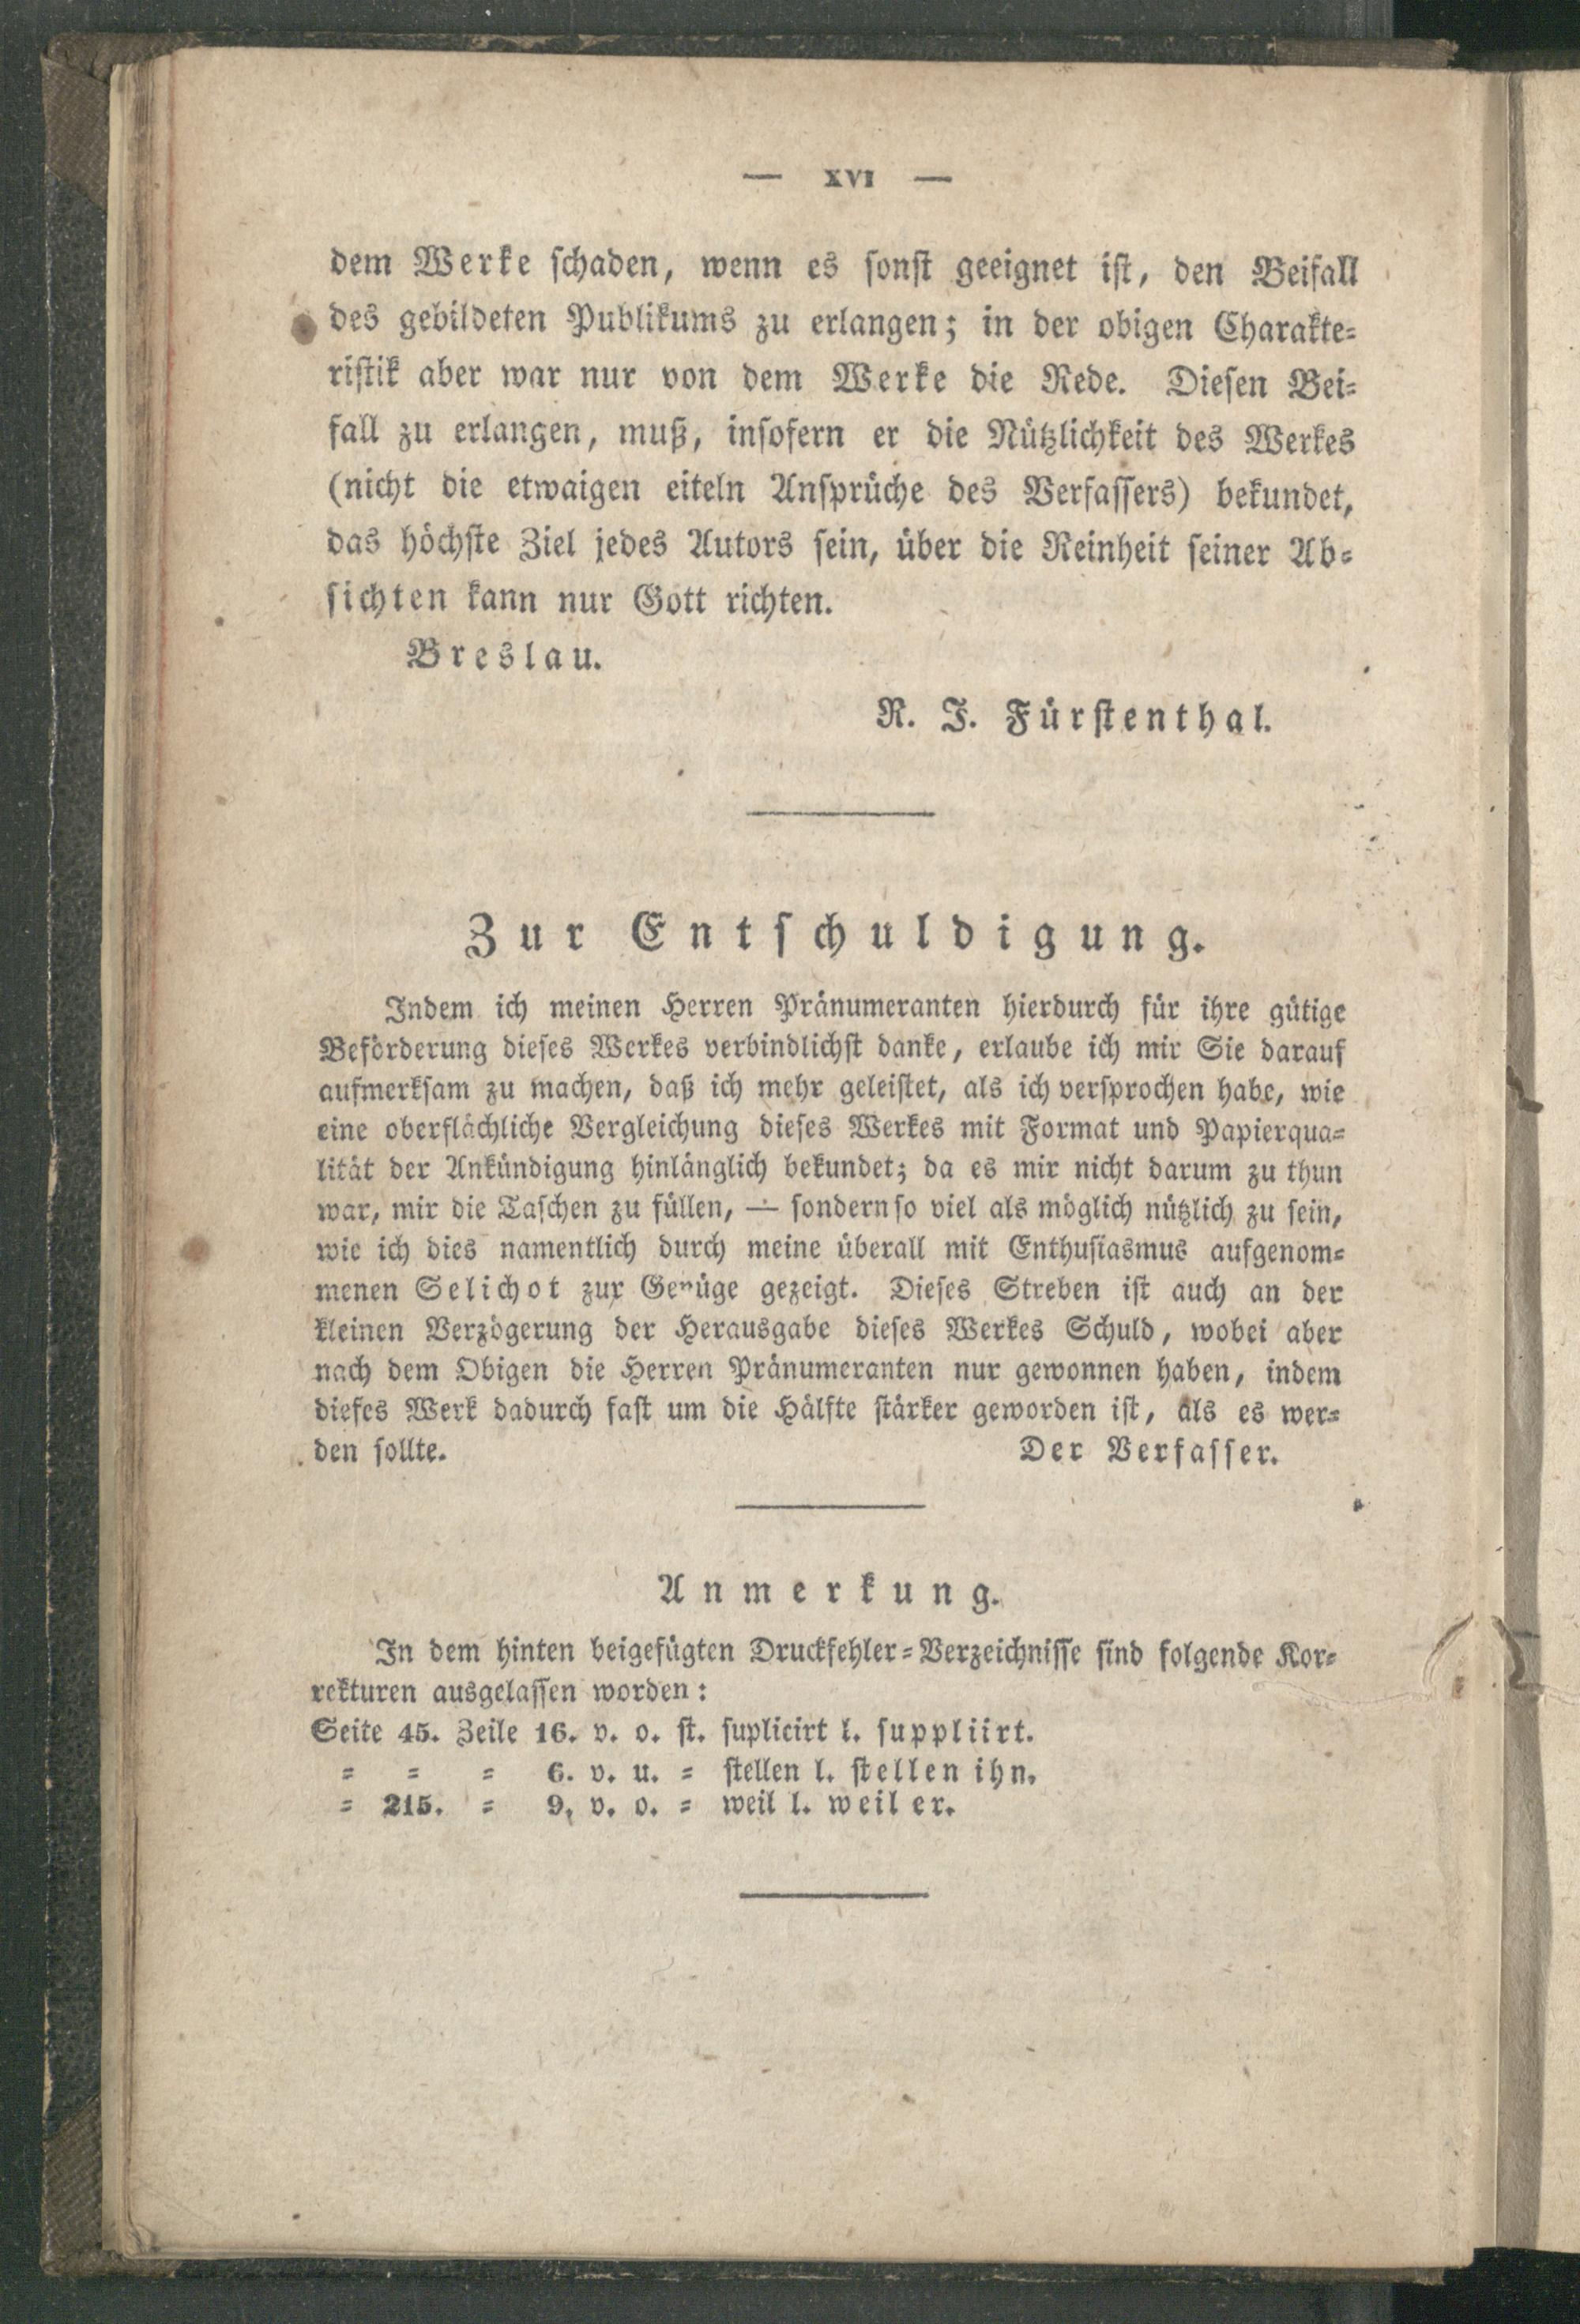 — XVI —
dem Werke schaden, wenn es sonst geeignet ist, den Beifall
des gebildeten Publikums zu erlangen; in der obigen Charakte=
ristik aber war nur von dem Werke die Rede. Diesen Bei=
fall zu erlangen, muß, insofern er die Nützlichkeit des Werkes
(nicht die etwaigen eiteln Ansprüche des Verfassers) bekundet,
das höchste Ziel jedes Autors sein, über die Reinheit seiner Ab=
sichten kann nur Gott richten.
Breslau.
R. J. Fürstenthal.
Zur Entschuldigung.
Indem ich meinen Herren Pränumeranten hierdurch für ihre gütige
Beförderung dieses Werkes verbindlichst danke, erlaube ich mir Sie darauf
aufmerksam zu machen, daß ich mehr geleistet, als ich versprochen habe, wie
eine oberflächliche Vergleichung dieses Werkes mit Format und Papierqua=
lität der Ankündigung hinlänglich bekundet; da es mir nicht darum zu thun
war, mir die Taschen zu füllen, — sondern so viel als möglich nützlich zu sein,
wie ich dies namentlich durch meine überall mit Enthusiasmus aufgenom=
menen Selichot zur Genüge gezeigt. Dieses Streben ist auch an der
kleinen Verzögerung der Herausgabe dieses Werkes Schuld, wobei aber
nach dem Obigen die Herren Pränumeranten nur gewonnen haben, indem
dieses Werk dadurch fast um die Hälfte stärker geworden ist, als es wer=
den sollte. Der Verfasser.
Anmerkung.
In dem hinten beigefügten Druckfehler=Verzeichnisse sind folgende Kor=
rekturen ausgelassen worden:
Seite 45. Zeile 16. v. o. st. suplicirt l. suppliirt.
= = = 6. v. u. = stellen l. stellen ihn.
= 215. = 9. v. o. = weil l. weil er.